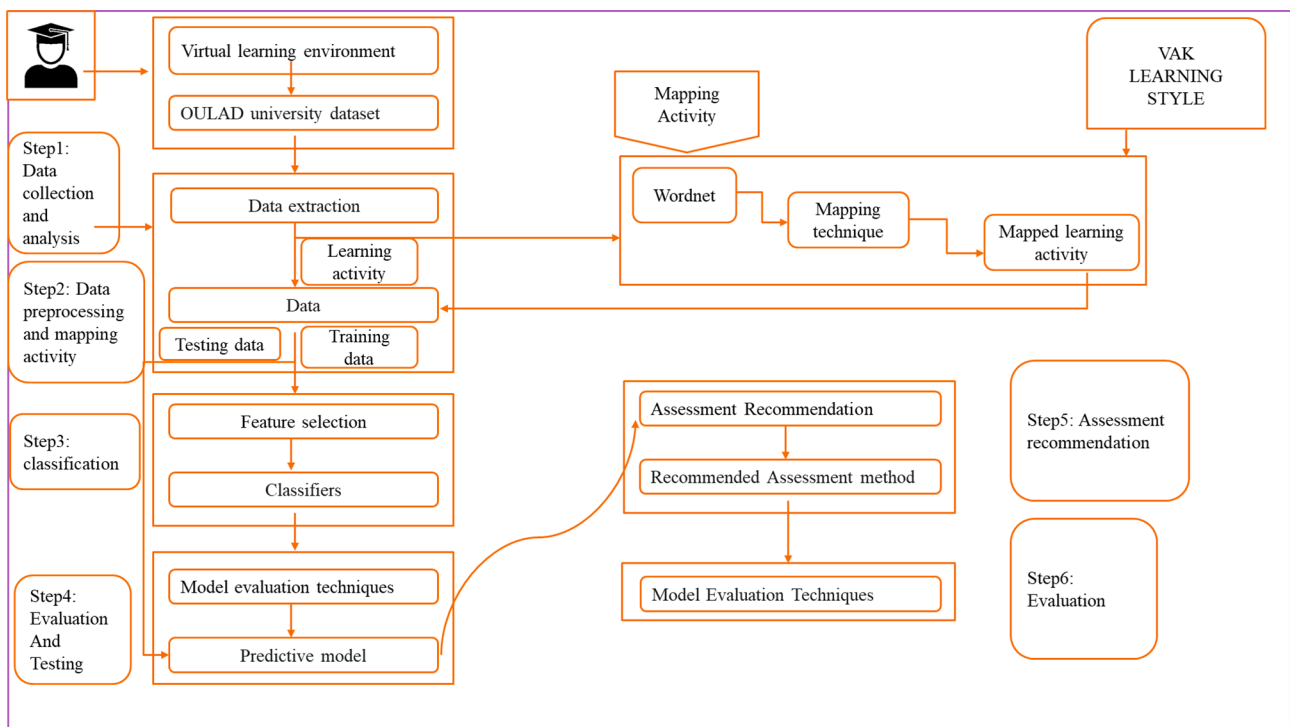 Virtual learning environment
OULAD university dataset
VAK
LEARNING
STYLE
Mapping
Activity
Step1:
Data
collection
and
analysis
Data extraction
Learning
activity
Data
Testing data
Training
data
Wordnet
Mapping
technique
Mapped learning
activity
Step2: Data
preprocessing
and mapping
activity
Step3:
classification
Feature selection
Classifiers
Assessment Recommendation
Recommended Assessment method
Step5: Assessment
recommendation
Step4:
Evaluation
And
Testing
Model evaluation techniques
Predictive model
Model Evaluation Techniques
Step6:
Evaluation